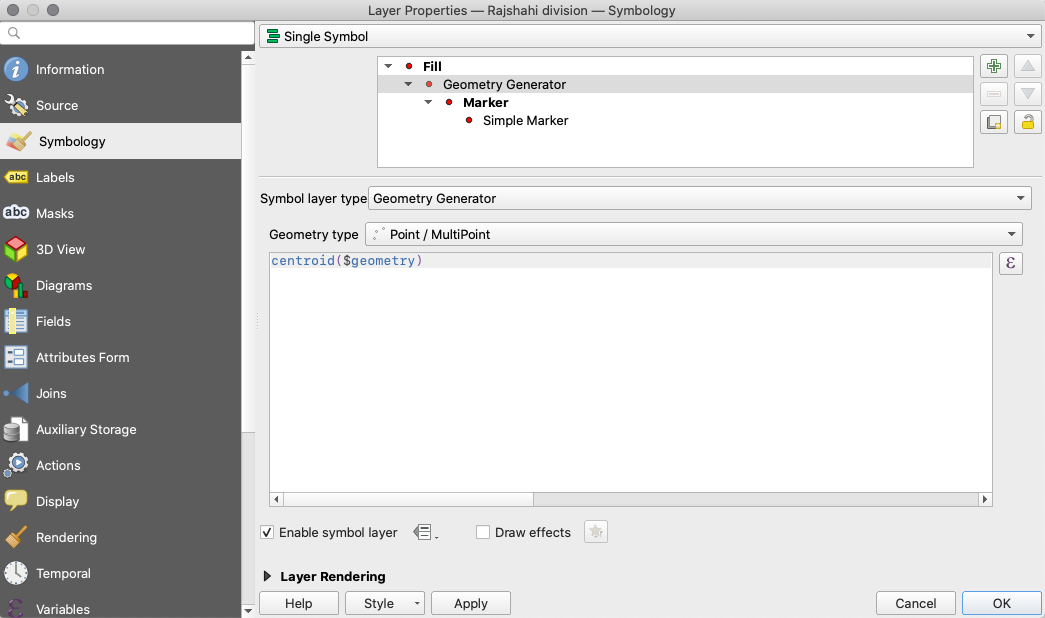 Layer Properties — Rajshahi division — Symbology
Single Symbol
Information
Source
Symbology
abc Labels
abc Masks
3D View
Diagrams
Fields
Attributes Form
Joins
Auxiliary Storage
Actions
Display
Rendering
Temporal
Variables
Fill
Geometry Generator
Marker
Simple Marker
Symbol layer type Geometry Generator
Geometry type Point / MultiPoint
centroid($geometry)
ε
Enable symbol layer Draw effects
Layer Rendering
Help Style Apply Cancel OK